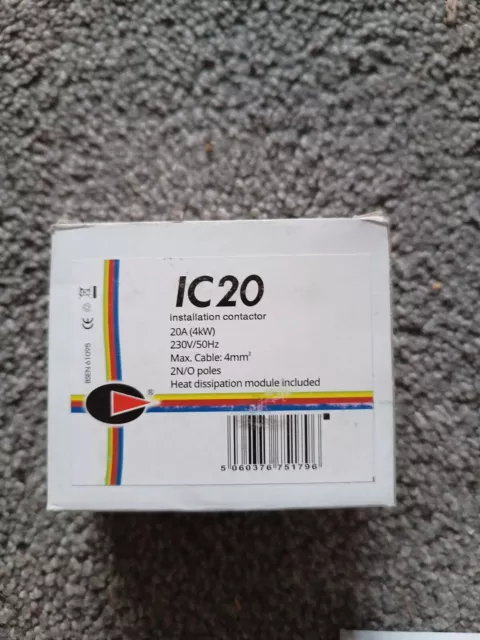 IC20
installation contactor
20A (4kW)
230V/50Hz
Max. Cable: 4mm²
2N/O poles
Heat dissipation module included
BSEN 61095
CE
®
5 060376 751796